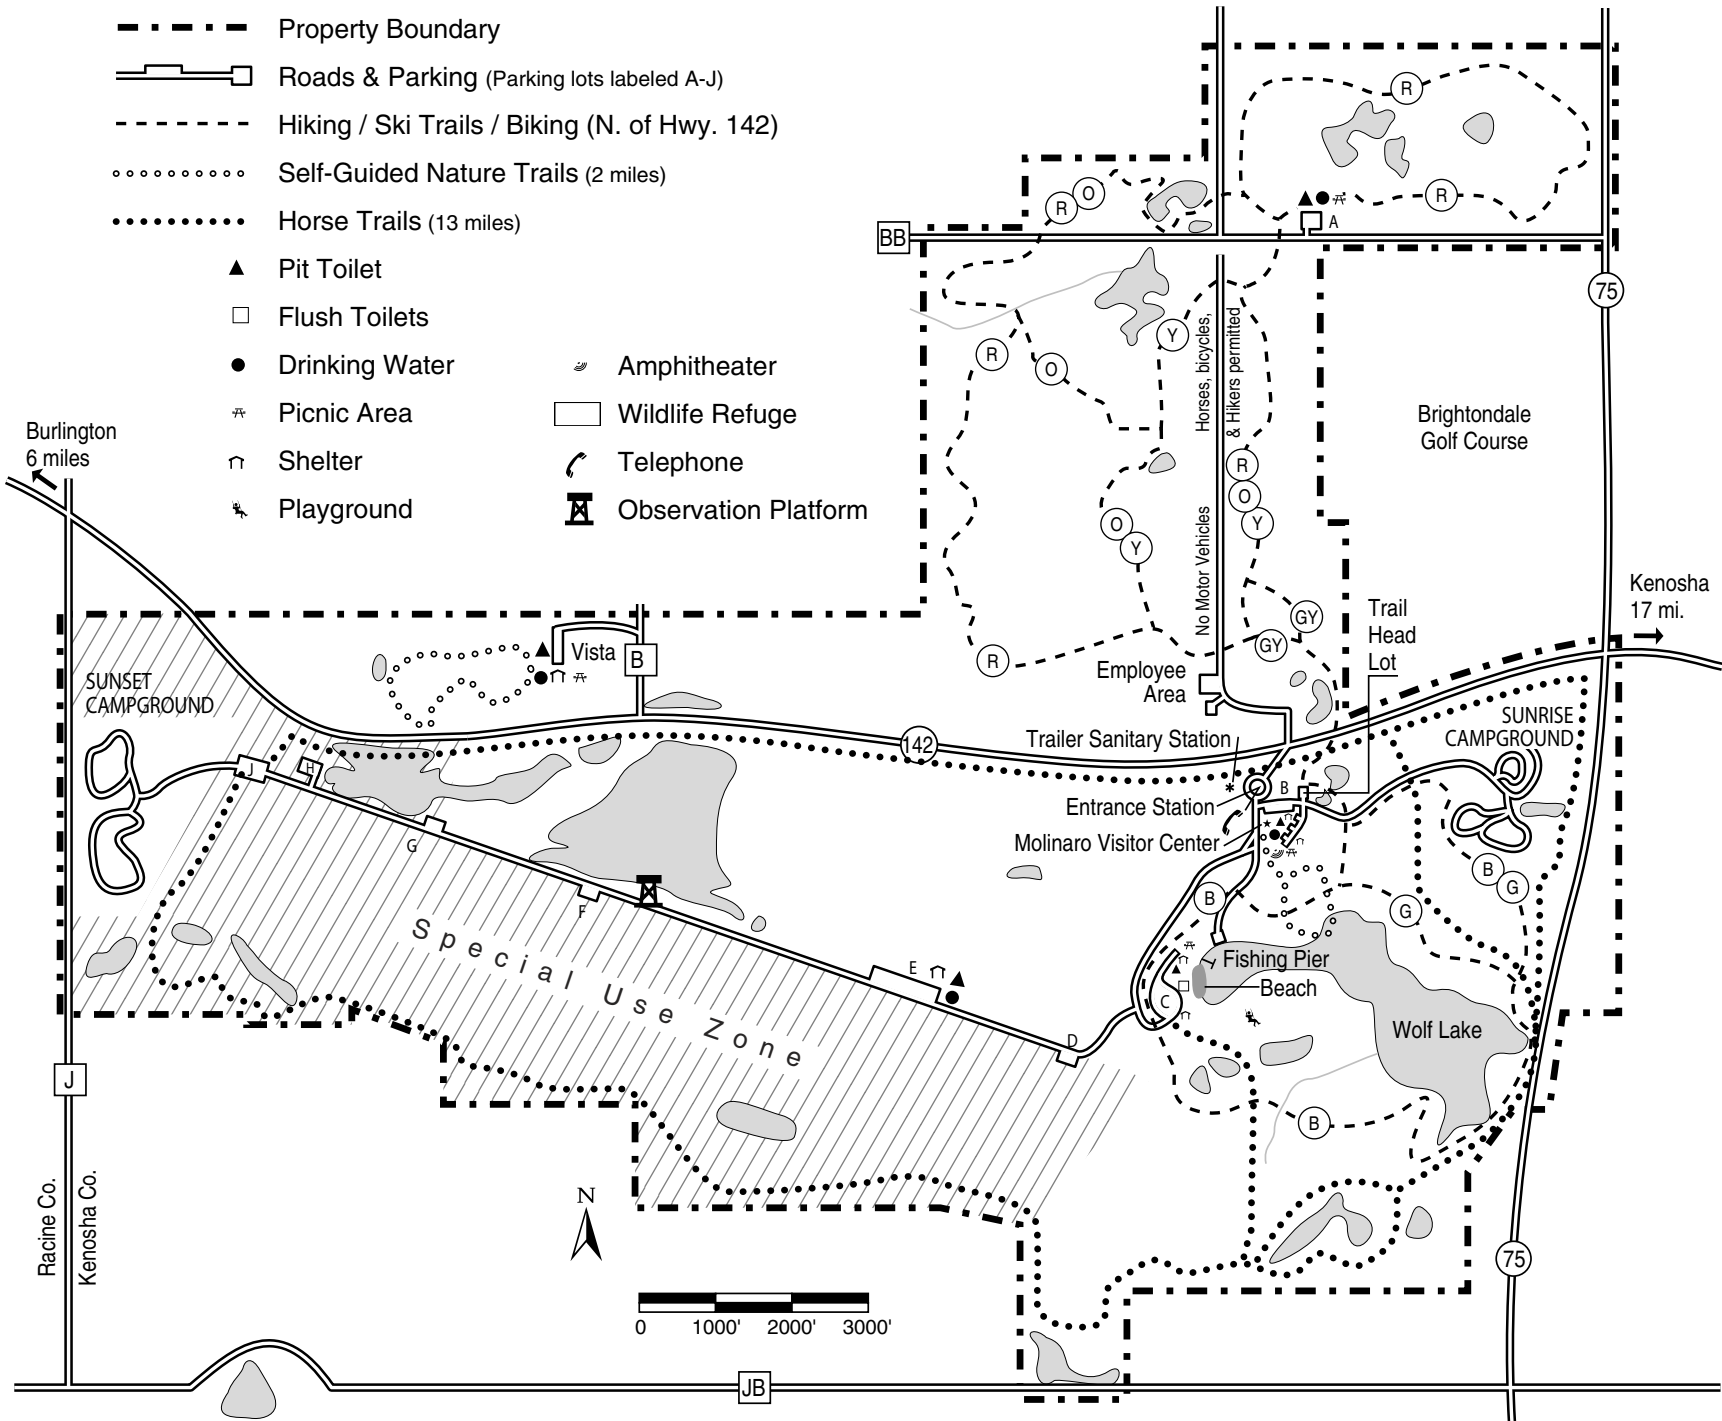 Property Boundary
Roads & Parking (Parking lots labeled A-J)
Hiking / Ski Trails / Biking (N. of Hwy. 142)
Self-Guided Nature Trails (2 miles)
Horse Trails (13 miles)
Pit Toilet
Flush Toilets
Drinking Water
Picnic Area
Shelter
Playground
Amphitheater
Wildlife Refuge
Telephone
Observation Platform
Burlington
6 miles
R
R
R
O
A
BB
75
Y
R
O
Horses, bicycles,
& Hikers permitted
No Motor Vehicles
R
O
Y
O
Y
GY
GY
R
Brightondale
Golf Course
Kenosha
17 mi.
Trail
Head
Lot
Employee
Area
Vista
B
SUNSET
CAMPGROUND
142
Trailer Sanitary Station
*
B
Entrance Station
Molinaro Visitor Center
SUNRISE
CAMPGROUND
J
H
G
F
E
D
C
B
B
G
G
Fishing Pier
Beach
Wolf Lake
B
Special Use Zone
J
Racine Co.
Kenosha Co.
N
0 1000' 2000' 3000'
75
JB